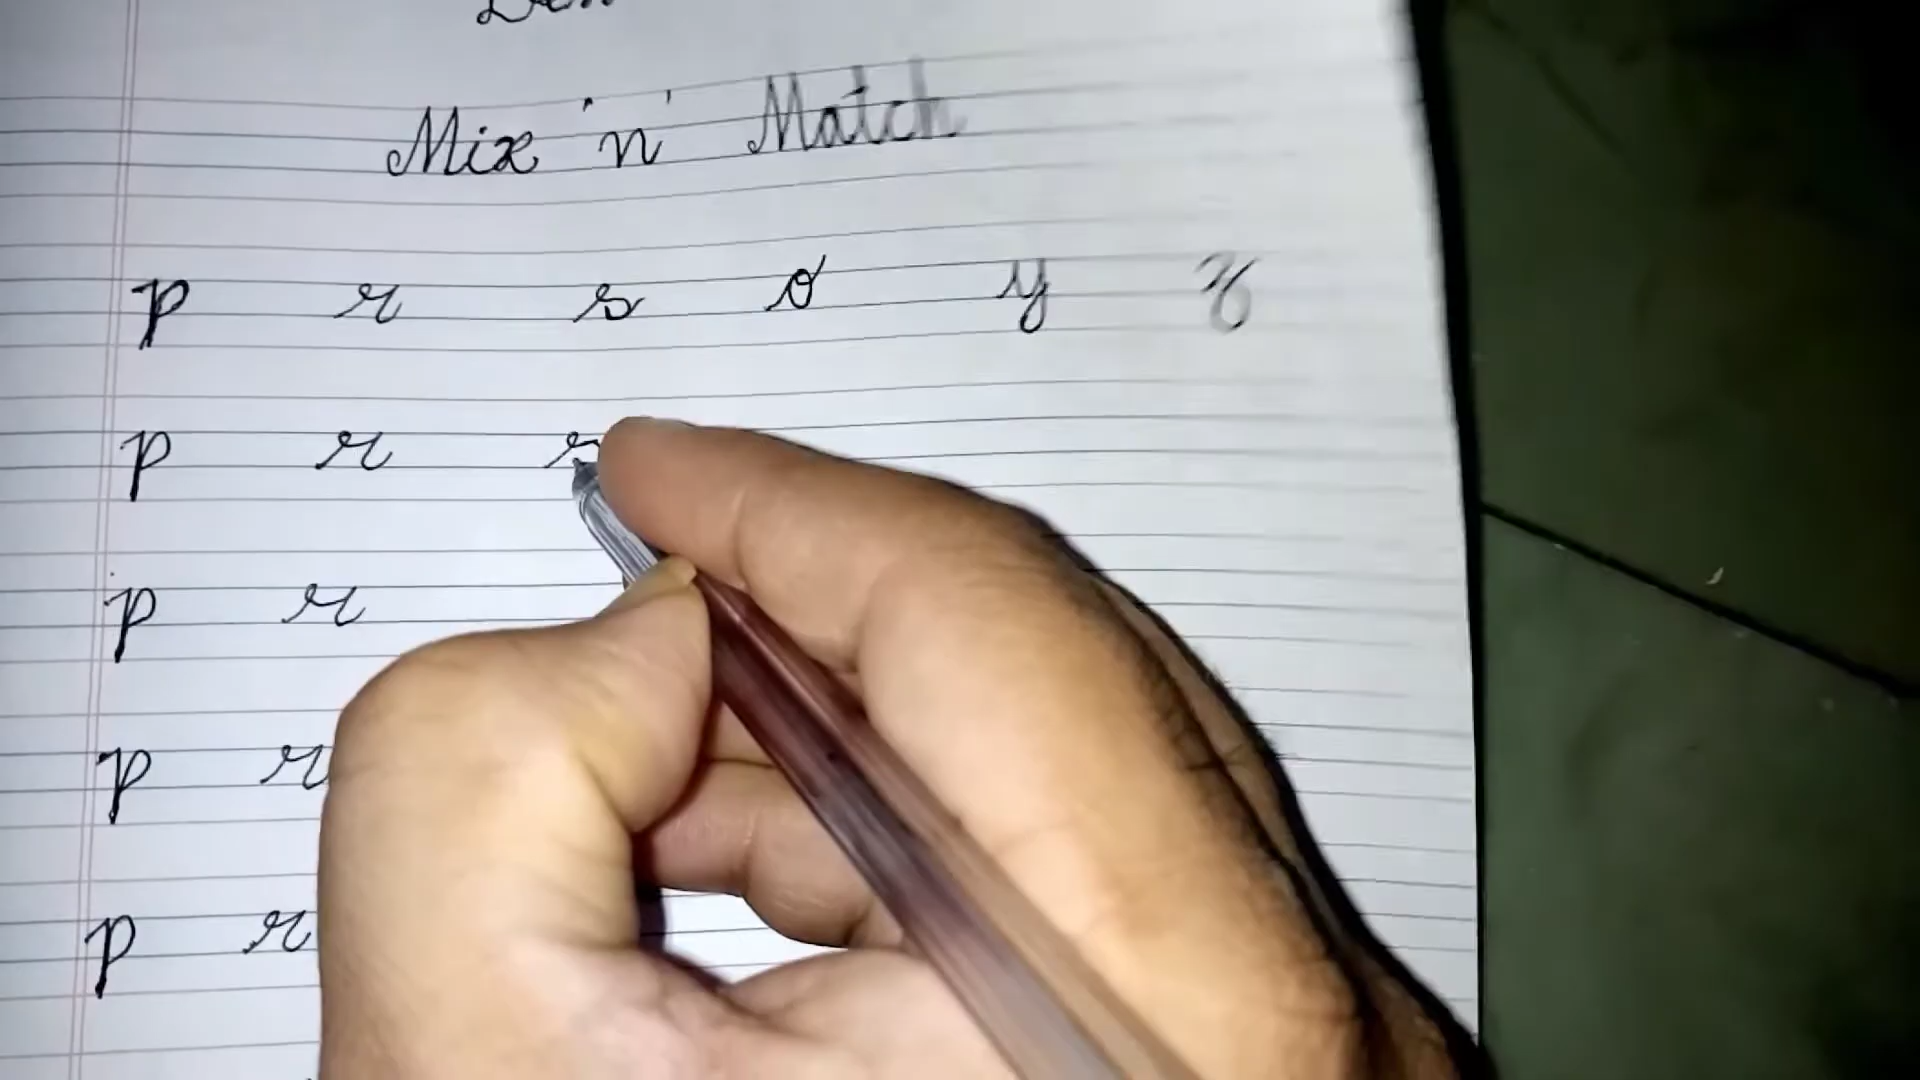 Mix 'n' Match
p r s o y z
p r s
p r
p r
p r